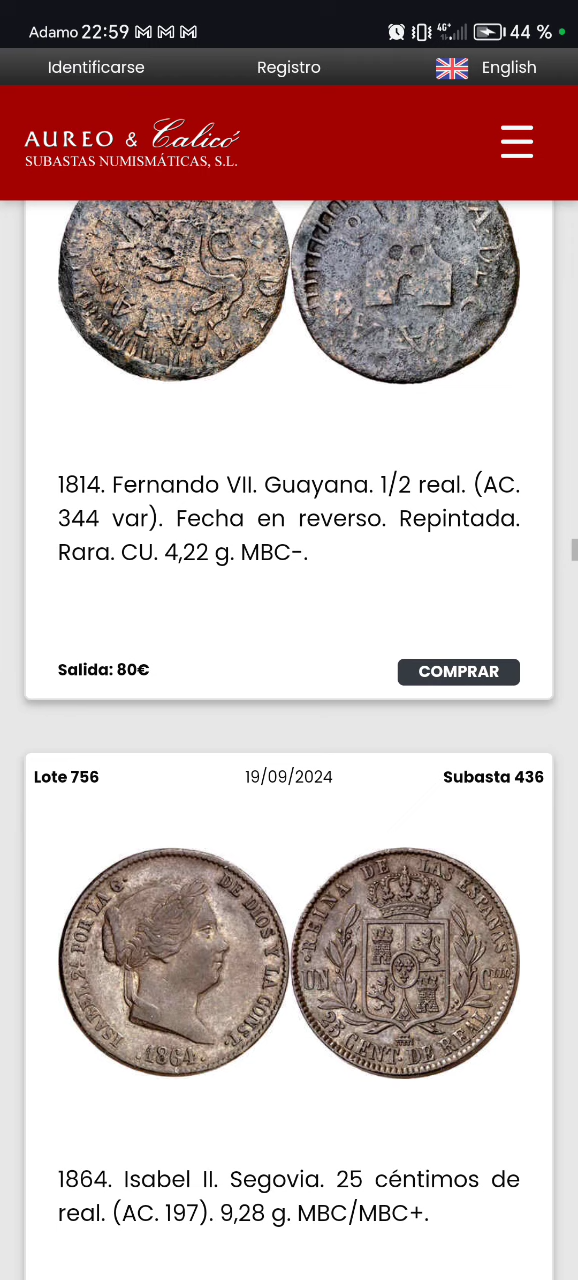 Adamo 22:59
4G+ 44 %
Identificarse Registro English
AUREO & Calicó
SUBASTAS NUMISMÁTICAS, S.L.
1814. Fernando VII. Guayana. 1/2 real. (AC.
344 var). Fecha en reverso. Repintada.
Rara. CU. 4,22 g. MBC-.
Salida: 80€ COMPRAR
Lote 756 19/09/2024 Subasta 436
ISABEL 2ª POR LA G. DE DIOS Y LA CONST.
·1864·
REINA DE LAS ESPAÑAS
UN
25 CENT. DE REAL
1864. Isabel II. Segovia. 25 céntimos de
real. (AC. 197). 9,28 g. MBC/MBC+.